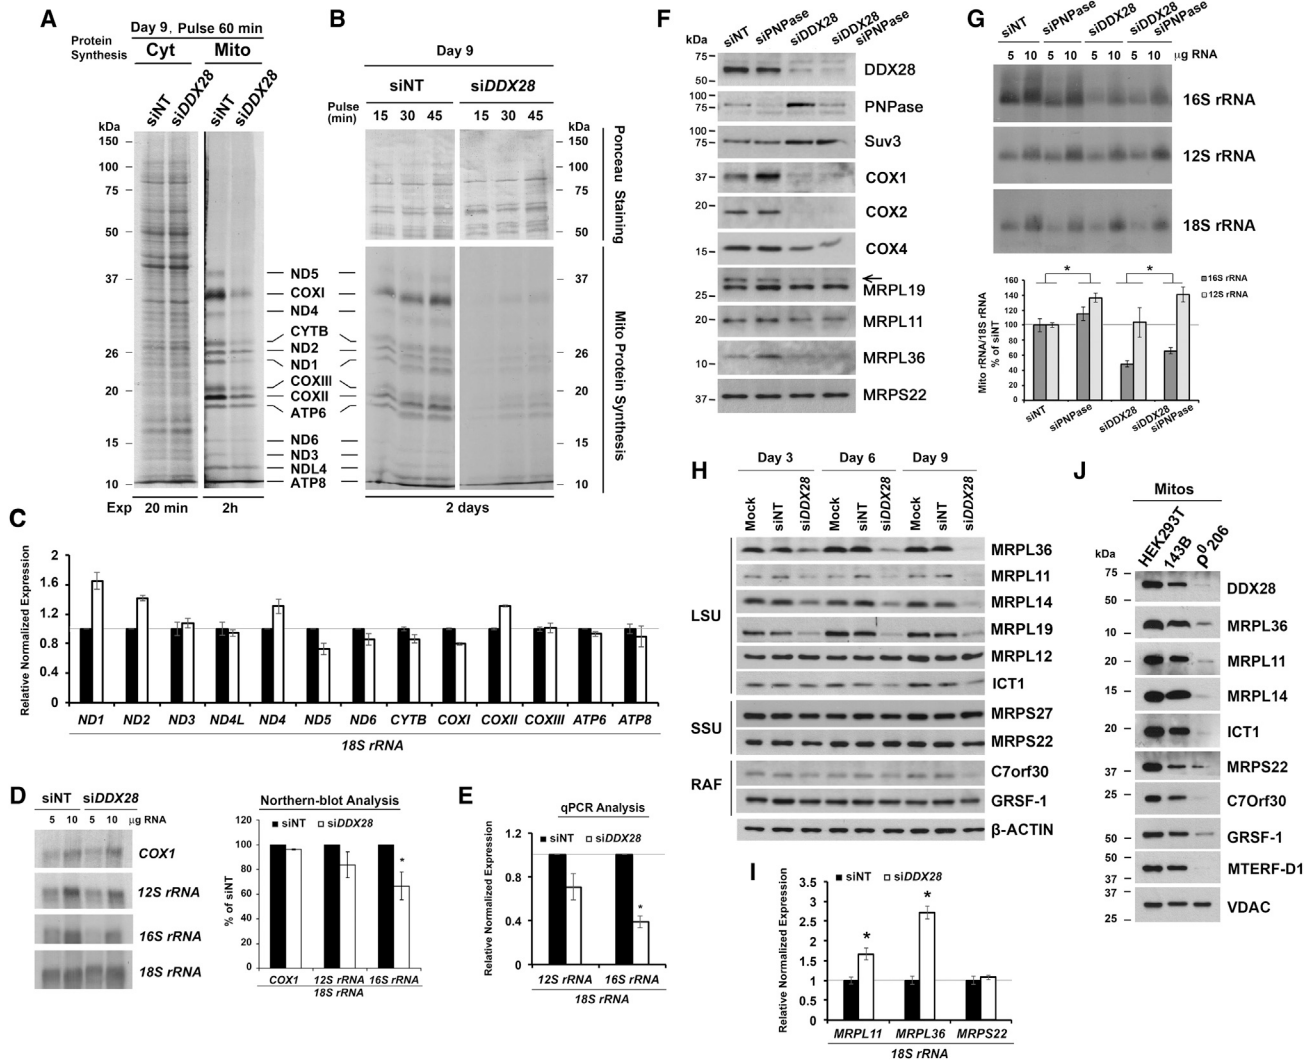 A
Day 9, Pulse 60 min
Protein Synthesis
Cyt
Mito
siNT
siDDX28
siNT
siDDX28
kDa
150
100
75
50
37
26
20
15
10
ND5
COXI
ND4
CYTB
ND2
ND1
COXIII
COXII
ATP6
ND6
ND3
NDL4
ATP8
Exp
20 min
2h
B
Day 9
siNT
siDDX28
Pulse (min)
15 30 45 15 30 45
kDa
150
100
75
50
37
26
20
15
10
Ponceau Staining
Mito Protein Synthesis
2 days
C
Relative Normalized Expression
2
1.6
1.2
0.8
0.4
0
ND1 ND2 ND3 ND4L ND4 ND5 ND6 CYTB COXI COXII COXIII ATP6 ATP8
18S rRNA
D
siNT siDDX28
5 10 5 10 µg RNA
COX1
12S rRNA
16S rRNA
18S rRNA
Northern-blot Analysis
siNT siDDX28
% of siNT
120
100
80
60
40
20
0
*
COX1 12S rRNA 16S rRNA
18S rRNA
E
qPCR Analysis
siNT siDDX28
Relative Normalized Expression
1.2
0.8
0.4
0
*
12S rRNA 16S rRNA
18S rRNA
F
siNT
siPNPase
siDDX28
siDDX28 siPNPase
kDa
75
50
DDX28
100
75
PNPase
100
75
Suv3
37
COX1
20
COX2
15
COX4
25
MRPL19
20
MRPL11
10
MRPL36
37
MRPS22
G
siNT
siPNPase
siDDX28
siDDX28 siPNPase
5 10 5 10 5 10 5 10 µg RNA
16S rRNA
12S rRNA
18S rRNA
Mito rRNA/18S rRNA
% of siNT
160
140
120
100
80
60
40
20
0
* *
16S rRNA
12S rRNA
siNT
siPNPase
siDDX28
siDDX28 siPNPase
H
Day 3 Day 6 Day 9
Mock siNT siDDX28 Mock siNT siDDX28 Mock siNT siDDX28
LSU
MRPL36
MRPL11
MRPL14
MRPL19
MRPL12
ICT1
SSU
MRPS27
MRPS22
RAF
C7orf30
GRSF-1
β-ACTIN
I
siNT siDDX28
Relative Normalized Expression
3.5
3
2.5
2
1.5
1
0.5
0
* *
MRPL11 MRPL36 MRPS22
18S rRNA
J
Mitos
HEK293T
143B
ρ⁰206
kDa
75
50
DDX28
10
MRPL36
20
MRPL11
15
MRPL14
20
ICT1
37
MRPS22
25
C7Orf30
50
GRSF-1
50
37
MTERF-D1
37
25
VDAC